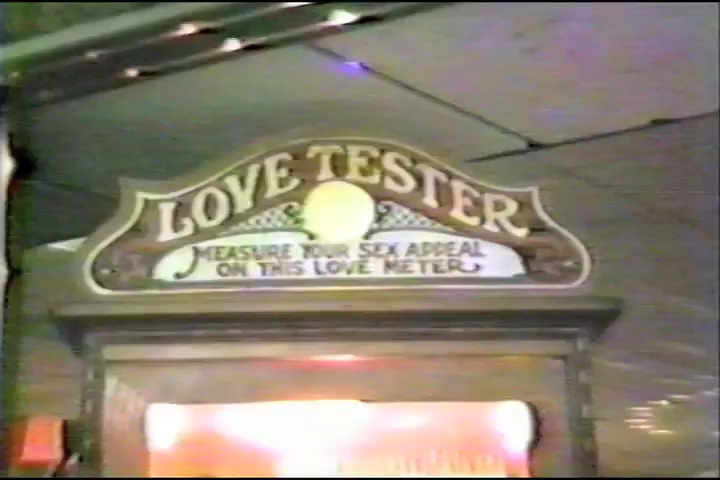 LOVE TESTER
MEASURE YOUR SEX APPEAL
ON THIS LOVE METER